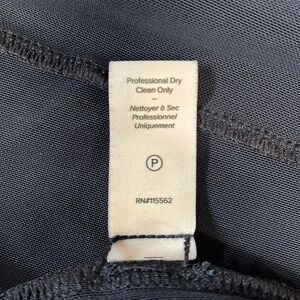 Professional Dry
Clean Only
–
Nettoyer à Sec
Professionnel
Uniquement
P
RN#115562